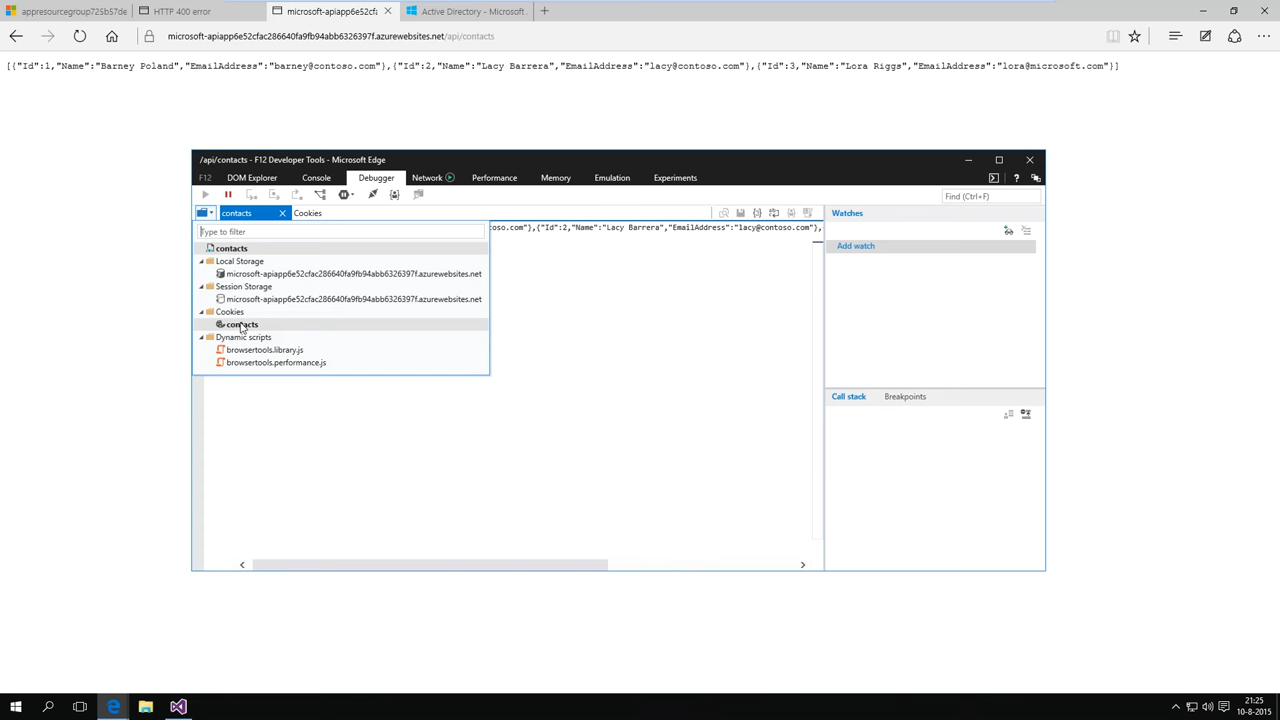 appresourcegroup725b57de
HTTP 400 error
microsoft-apiapp6e52cfa
Active Directory - Microsoft
microsoft-apiapp6e52cfac286640fa9fb94abb6326397f.azurewebsites.net/api/contacts
[{"Id":1,"Name":"Barney Poland","EmailAddress":"barney@contoso.com"},{"Id":2,"Name":"Lacy Barrera","EmailAddress":"lacy@contoso.com"},{"Id":3,"Name":"Lora Riggs","EmailAddress":"lora@microsoft.com"}]
/api/contacts - F12 Developer Tools - Microsoft Edge
F12 DOM Explorer Console Debugger Network Performance Memory Emulation Experiments
Find (Ctrl+F)
contacts
Cookies
Watches
Type to filter
oso.com"},{"Id":2,"Name":"Lacy Barrera","EmailAddress":"lacy@contoso.com"},
Add watch
contacts
Local Storage
microsoft-apiapp6e52cfac286640fa9fb94abb6326397f.azurewebsites.net
Session Storage
microsoft-apiapp6e52cfac286640fa9fb94abb6326397f.azurewebsites.net
Cookies
contacts
Dynamic scripts
browsertools.library.js
browsertools.performance.js
Call stack
Breakpoints
21:25
10-8-2015